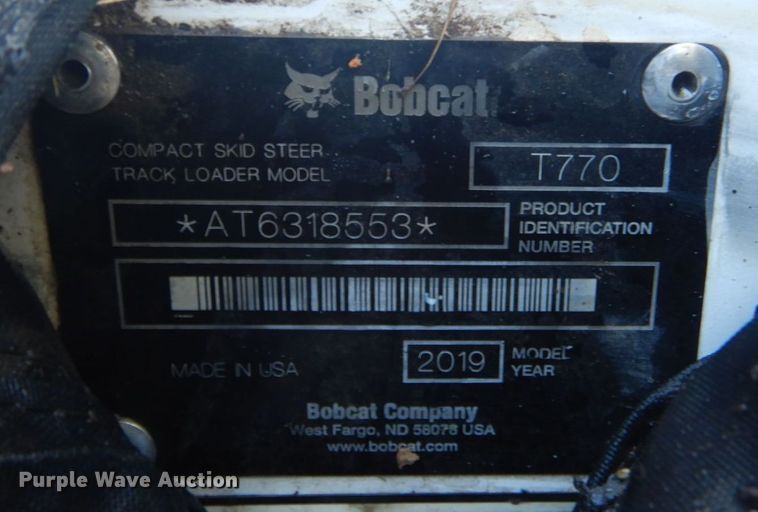 Bobcat
COMPACT SKID STEER
TRACK LOADER MODEL
T770
*AT6318553*
PRODUCT
IDENTIFICATION
NUMBER
MADE IN USA
2019
MODEL
YEAR
Bobcat Company
West Fargo, ND 58078 USA
www.bobcat.com
Purple Wave Auction